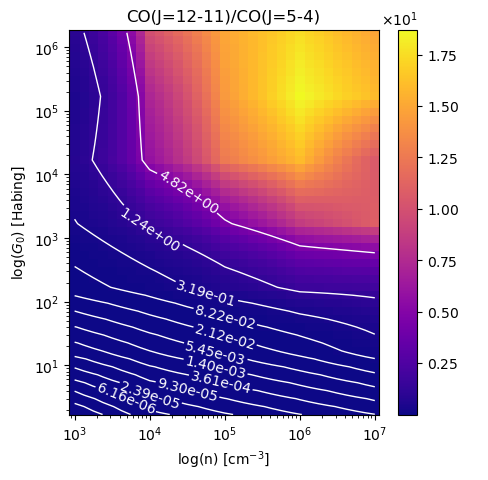 CO(J=12-11)/CO(J=5-4)
×10¹
10⁶
10⁵
10⁴
10³
10²
10¹
log(G₀) [Habing]
4.82e+00
1.24e+00
3.19e-01
8.22e-02
2.12e-02
5.45e-03
1.40e-03
3.61e-04
9.30e-05
2.39e-05
6.16e-06
10³ 10⁴ 10⁵ 10⁶ 10⁷
log(n) [cm⁻³]
1.75
1.50
1.25
1.00
0.75
0.50
0.25